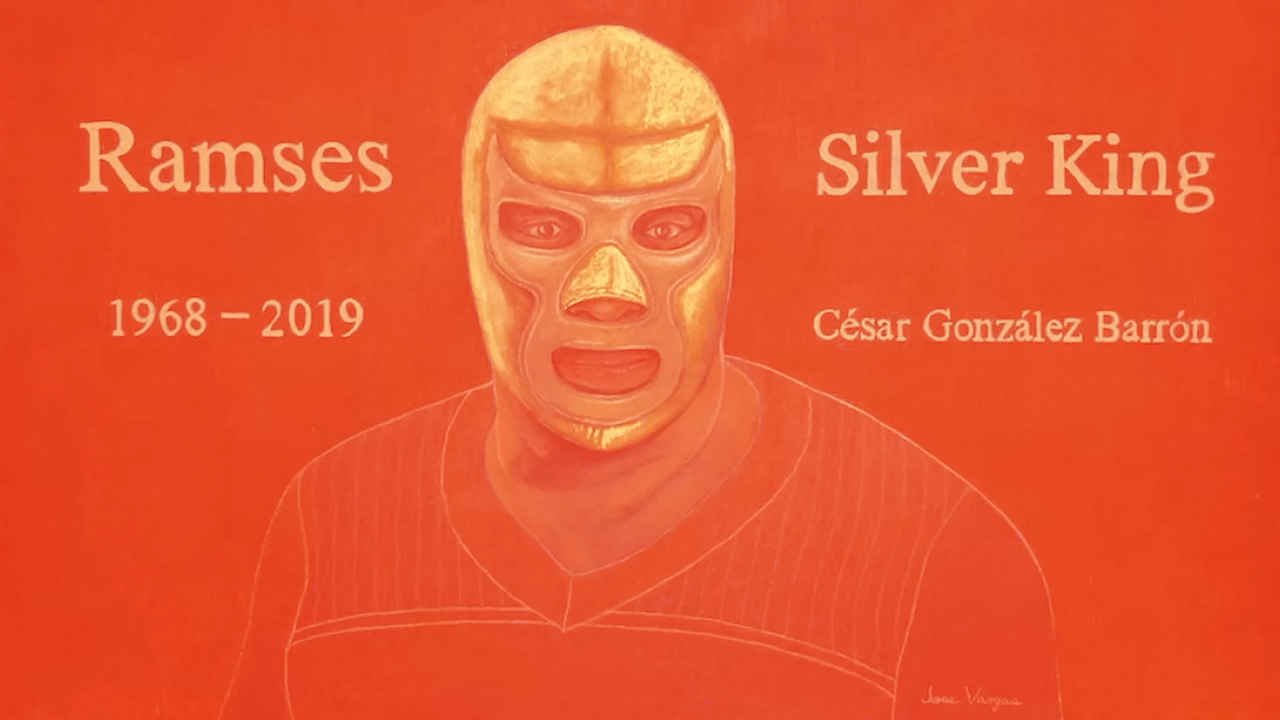 Ramses
Silver King
1968 – 2019
César González Barrón
Jose Vargas